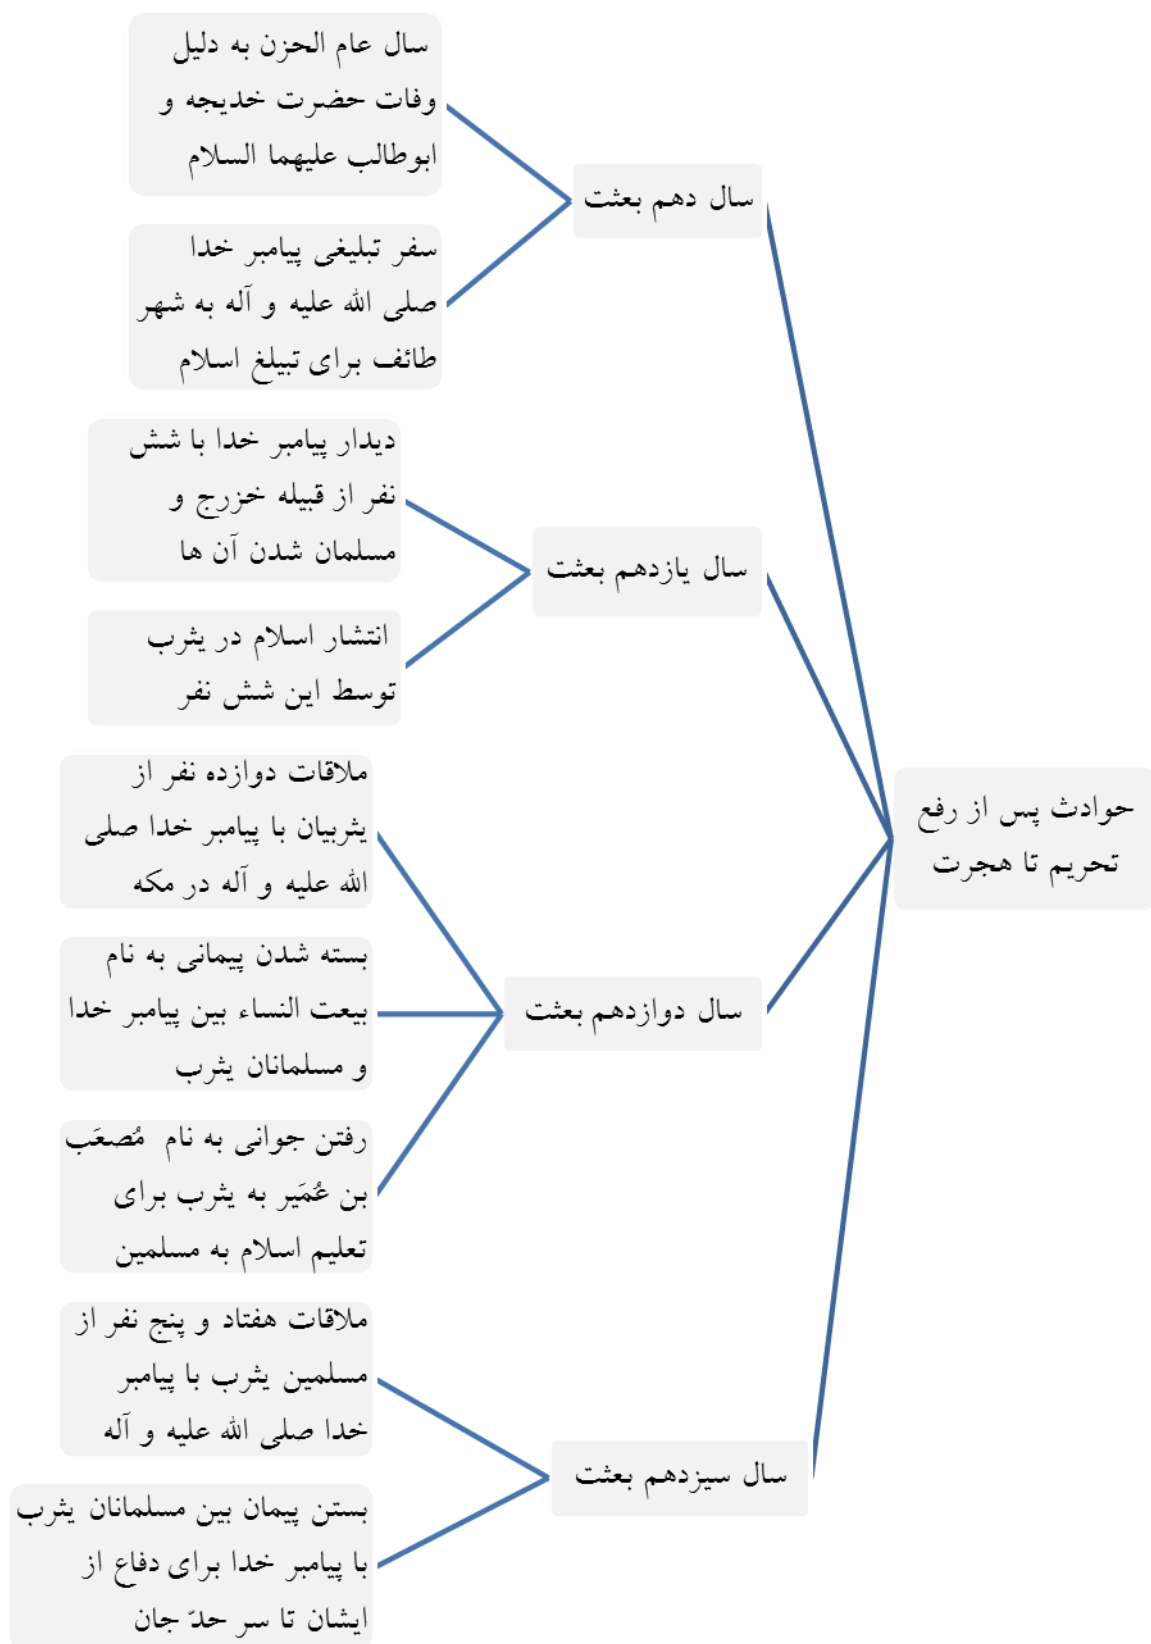 حوادث پس از رفع
تحریم تا هجرت
سال دهم بعثت
سال عام الحزن به دلیل
وفات حضرت خدیجه و
ابوطالب علیهما السلام
سفر تبلیغی پیامبر خدا
صلی الله علیه و آله به شهر
طائف برای تبیلغ اسلام
سال یازدهم بعثت
دیدار پیامبر خدا با شش
نفر از قبیله خزرج و
مسلمان شدن آن ها
انتشار اسلام در یثرب
توسط این شش نفر
سال دوازدهم بعثت
ملاقات دوازده نفر از
یثربیان با پیامبر خدا صلی
الله علیه و آله در مکه
بسته شدن پیمانی به نام
بیعت النساء بین پیامبر خدا
و مسلمانان یثرب
رفتن جوانی به نام مُصعَب
بن عُمَیر به یثرب برای
تعلیم اسلام به مسلمین
سال سیزدهم بعثت
ملاقات هفتاد و پنج نفر از
مسلمین یثرب با پیامبر
خدا صلی الله علیه و آله
بستن پیمان بین مسلمانان یثرب
با پیامبر خدا برای دفاع از
ایشان تا سر حدّ جان